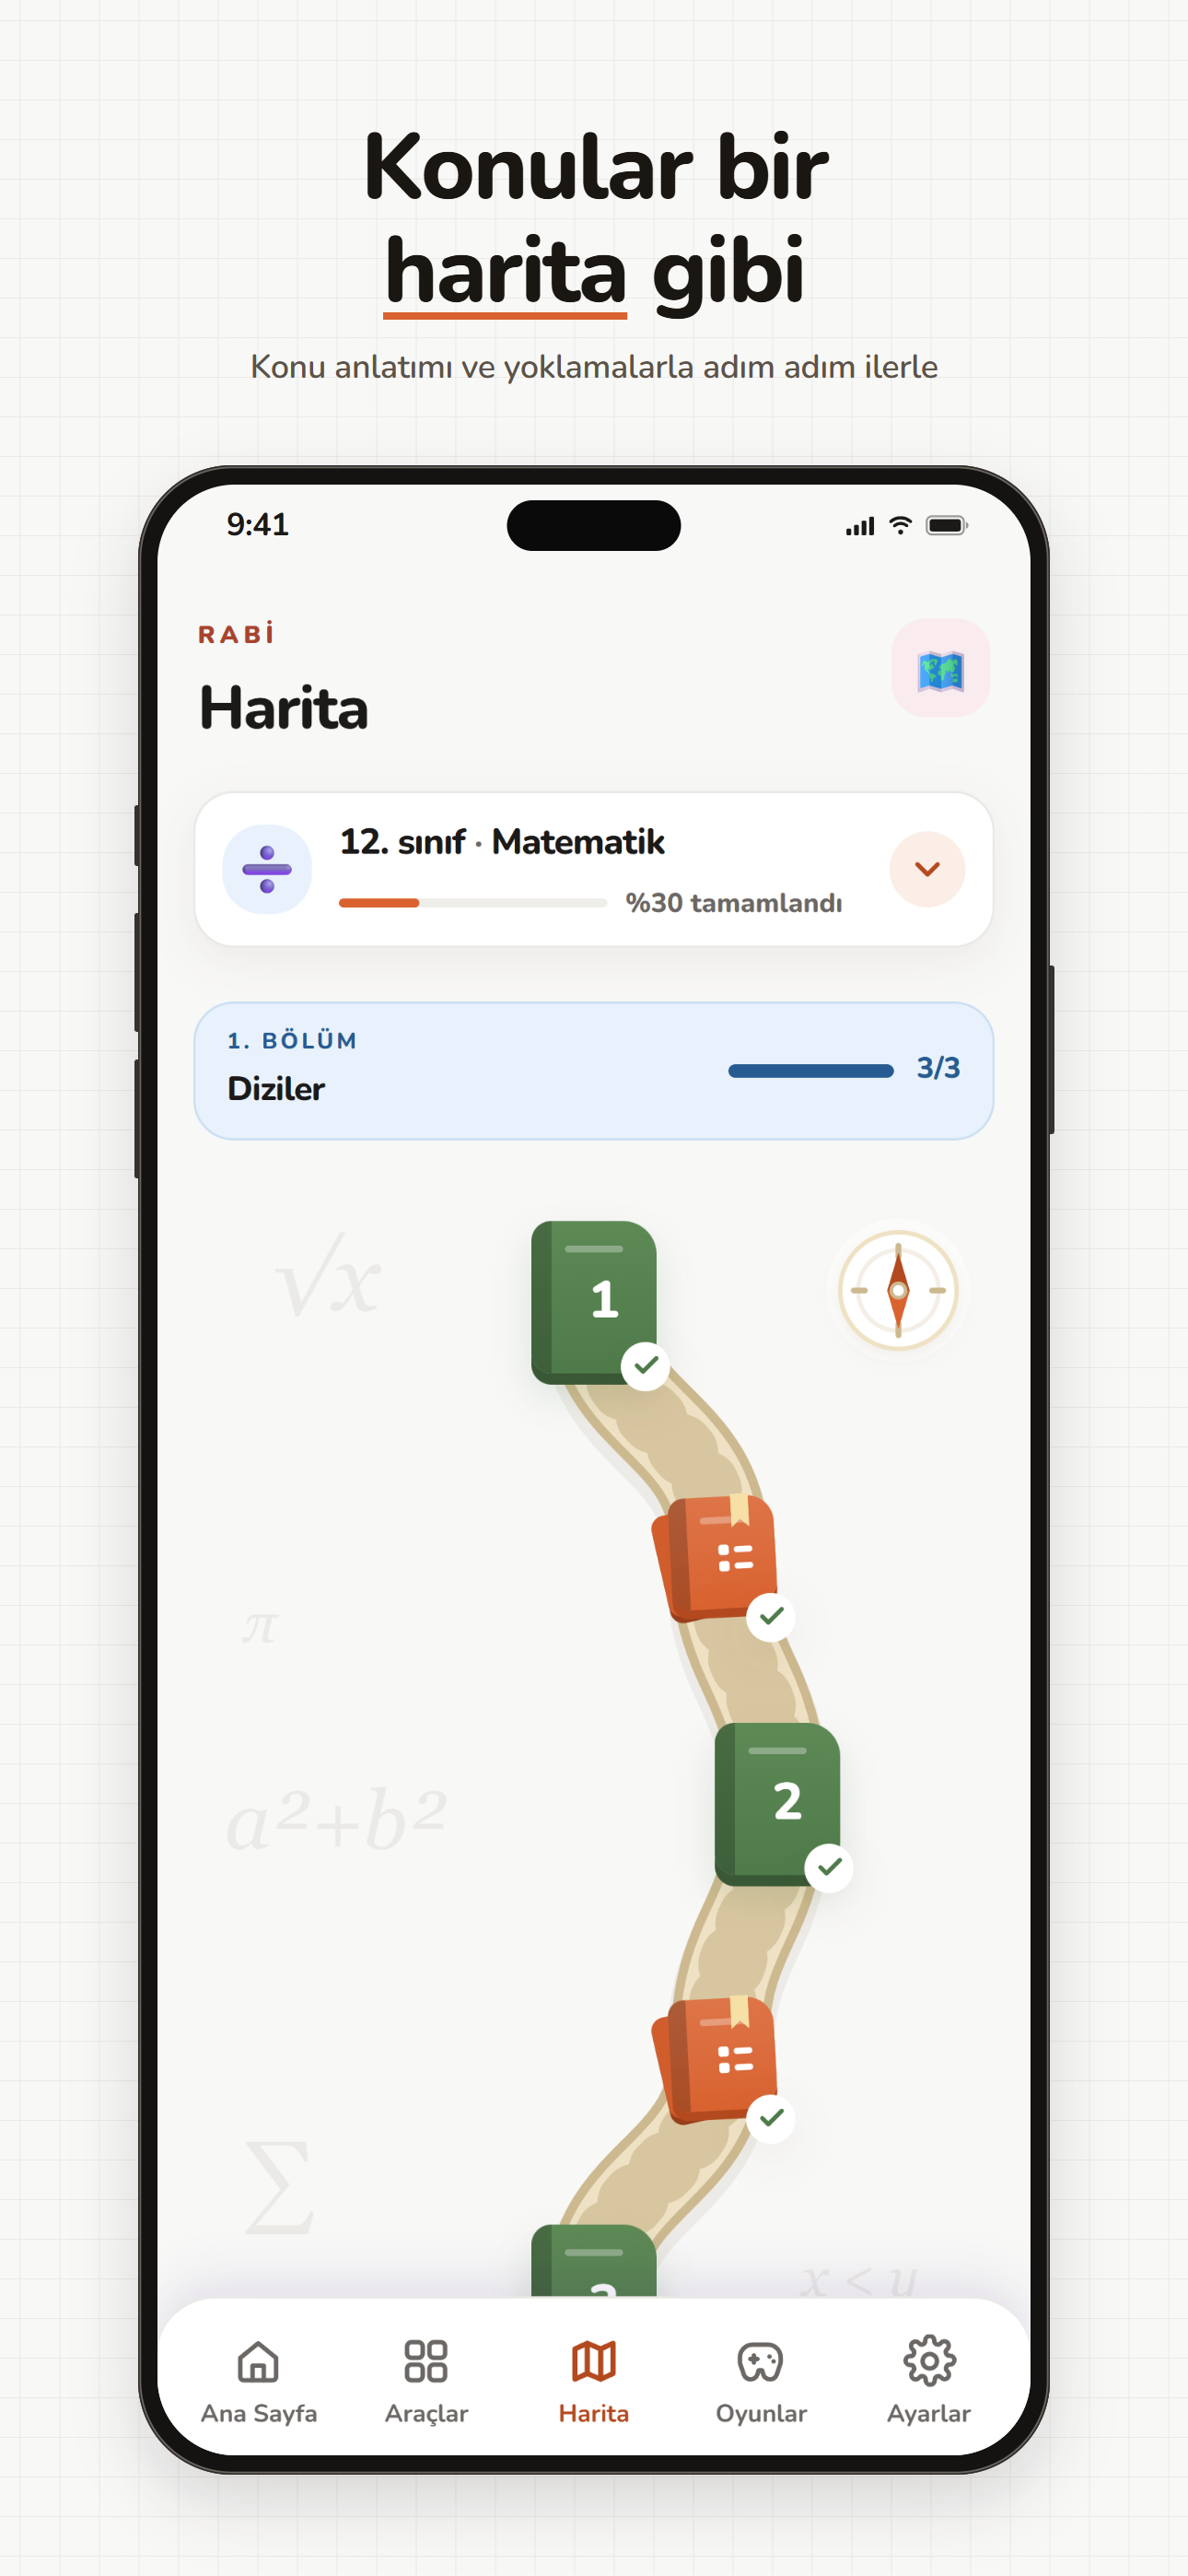 Konular bir
harita gibi
Konu anlatımı ve yoklamalarla adım adım ilerle
9:41
RABİ
Harita
12. sınıf · Matematik
%30 tamamlandı
1. BÖLÜM
Diziler
3/3
√x
1
π
2
a²+b²
Σ
x < y
Ana Sayfa
Araçlar
Harita
Oyunlar
Ayarlar